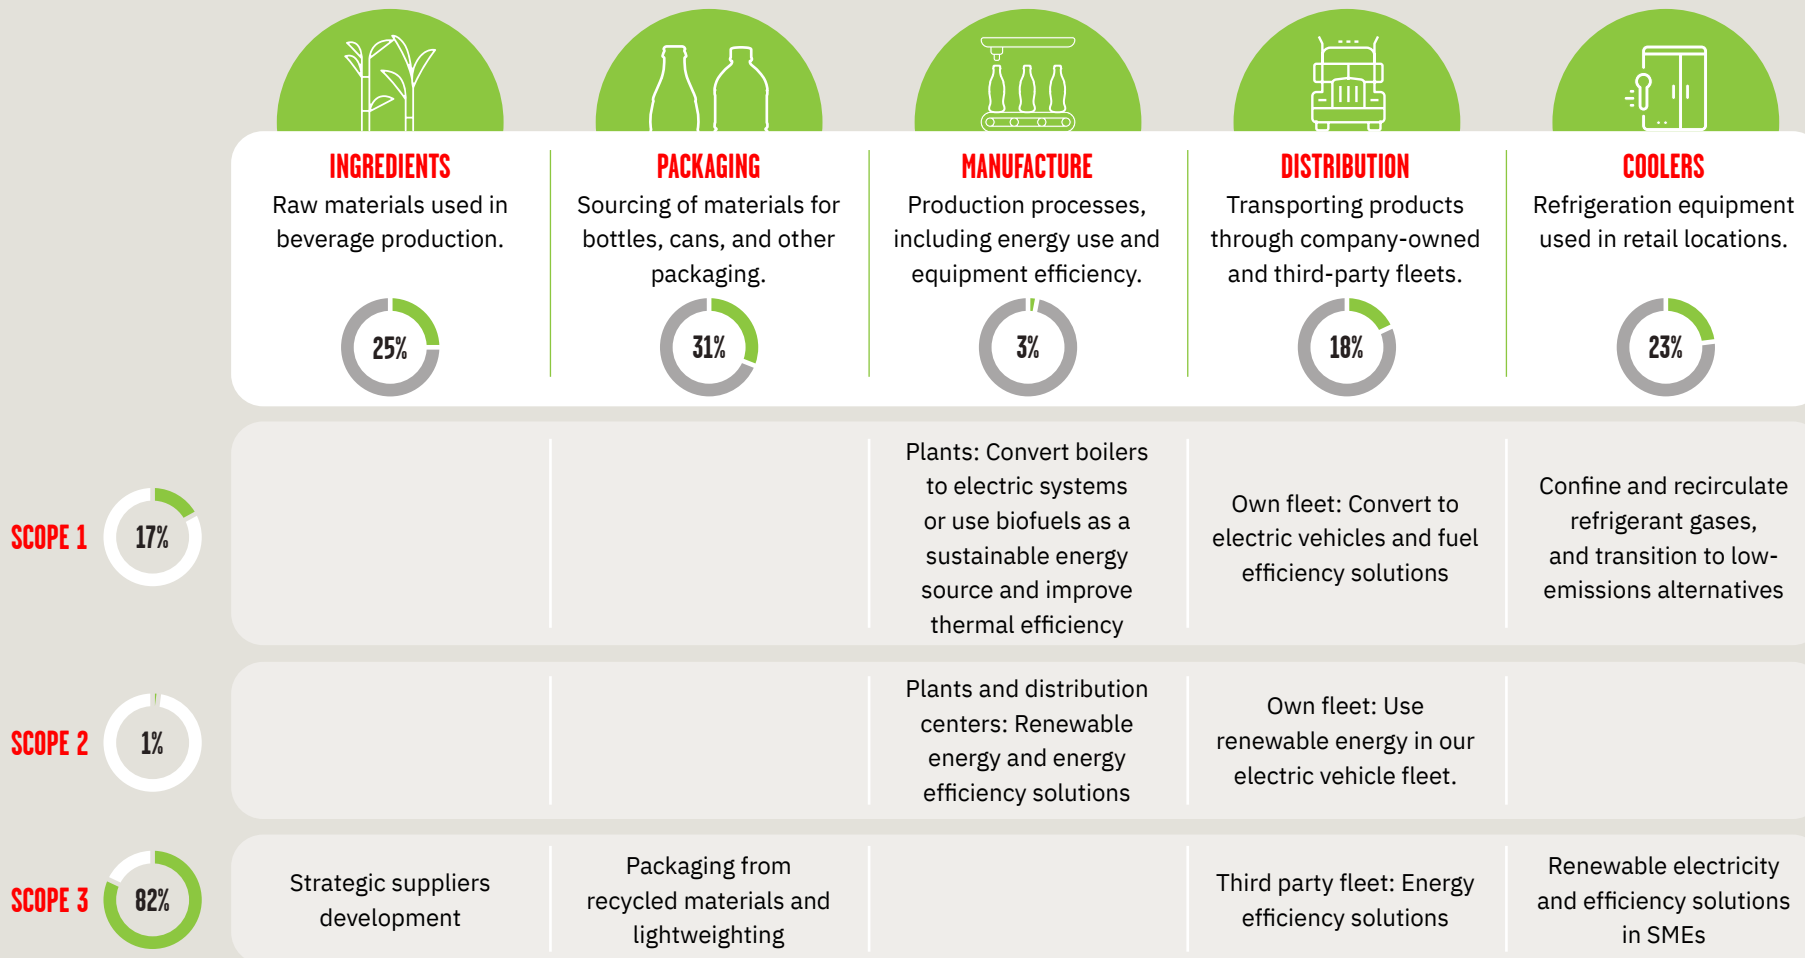 INGREDIENTS
Raw materials used in
beverage production.
25%
PACKAGING
Sourcing of materials for
bottles, cans, and other
packaging.
31%
MANUFACTURE
Production processes,
including energy use and
equipment efficiency.
3%
DISTRIBUTION
Transporting products
through company-owned
and third-party fleets.
18%
COOLERS
Refrigeration equipment
used in retail locations.
23%
SCOPE 1
17%
Plants: Convert boilers
to electric systems
or use biofuels as a
sustainable energy
source and improve
thermal efficiency
Own fleet: Convert to
electric vehicles and fuel
efficiency solutions
Confine and recirculate
refrigerant gases,
and transition to low-
emissions alternatives
SCOPE 2
1%
Plants and distribution
centers: Renewable
energy and energy
efficiency solutions
Own fleet: Use
renewable energy in our
electric vehicle fleet.
SCOPE 3
82%
Strategic suppliers
development
Packaging from
recycled materials and
lightweighting
Third party fleet: Energy
efficiency solutions
Renewable electricity
and efficiency solutions
in SMEs